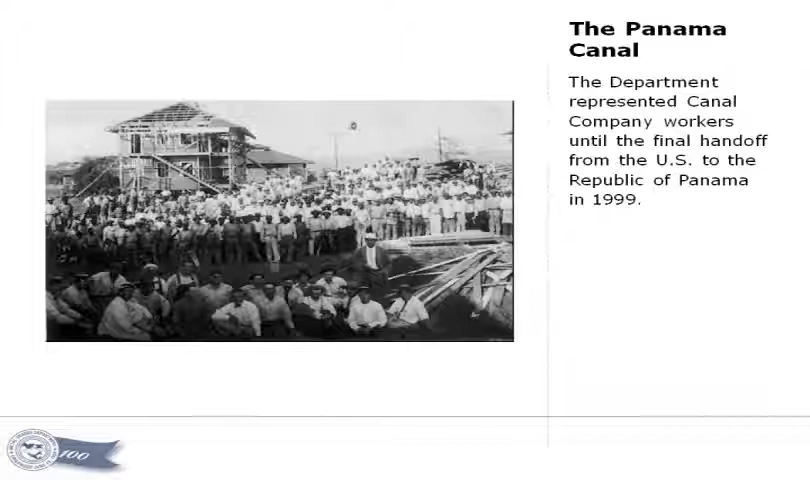 The Panama
Canal
The Department
represented Canal
Company workers
until the final handoff
from the U.S. to the
Republic of Panama
in 1999.
100